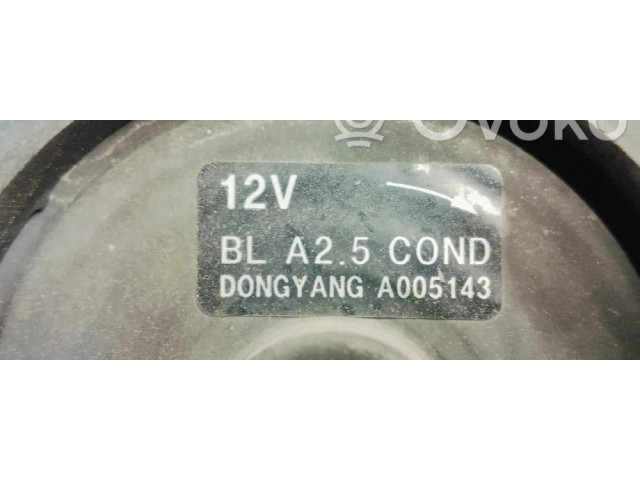 Ovoko
12V
BL A2.5 COND
DONGYANG A005143